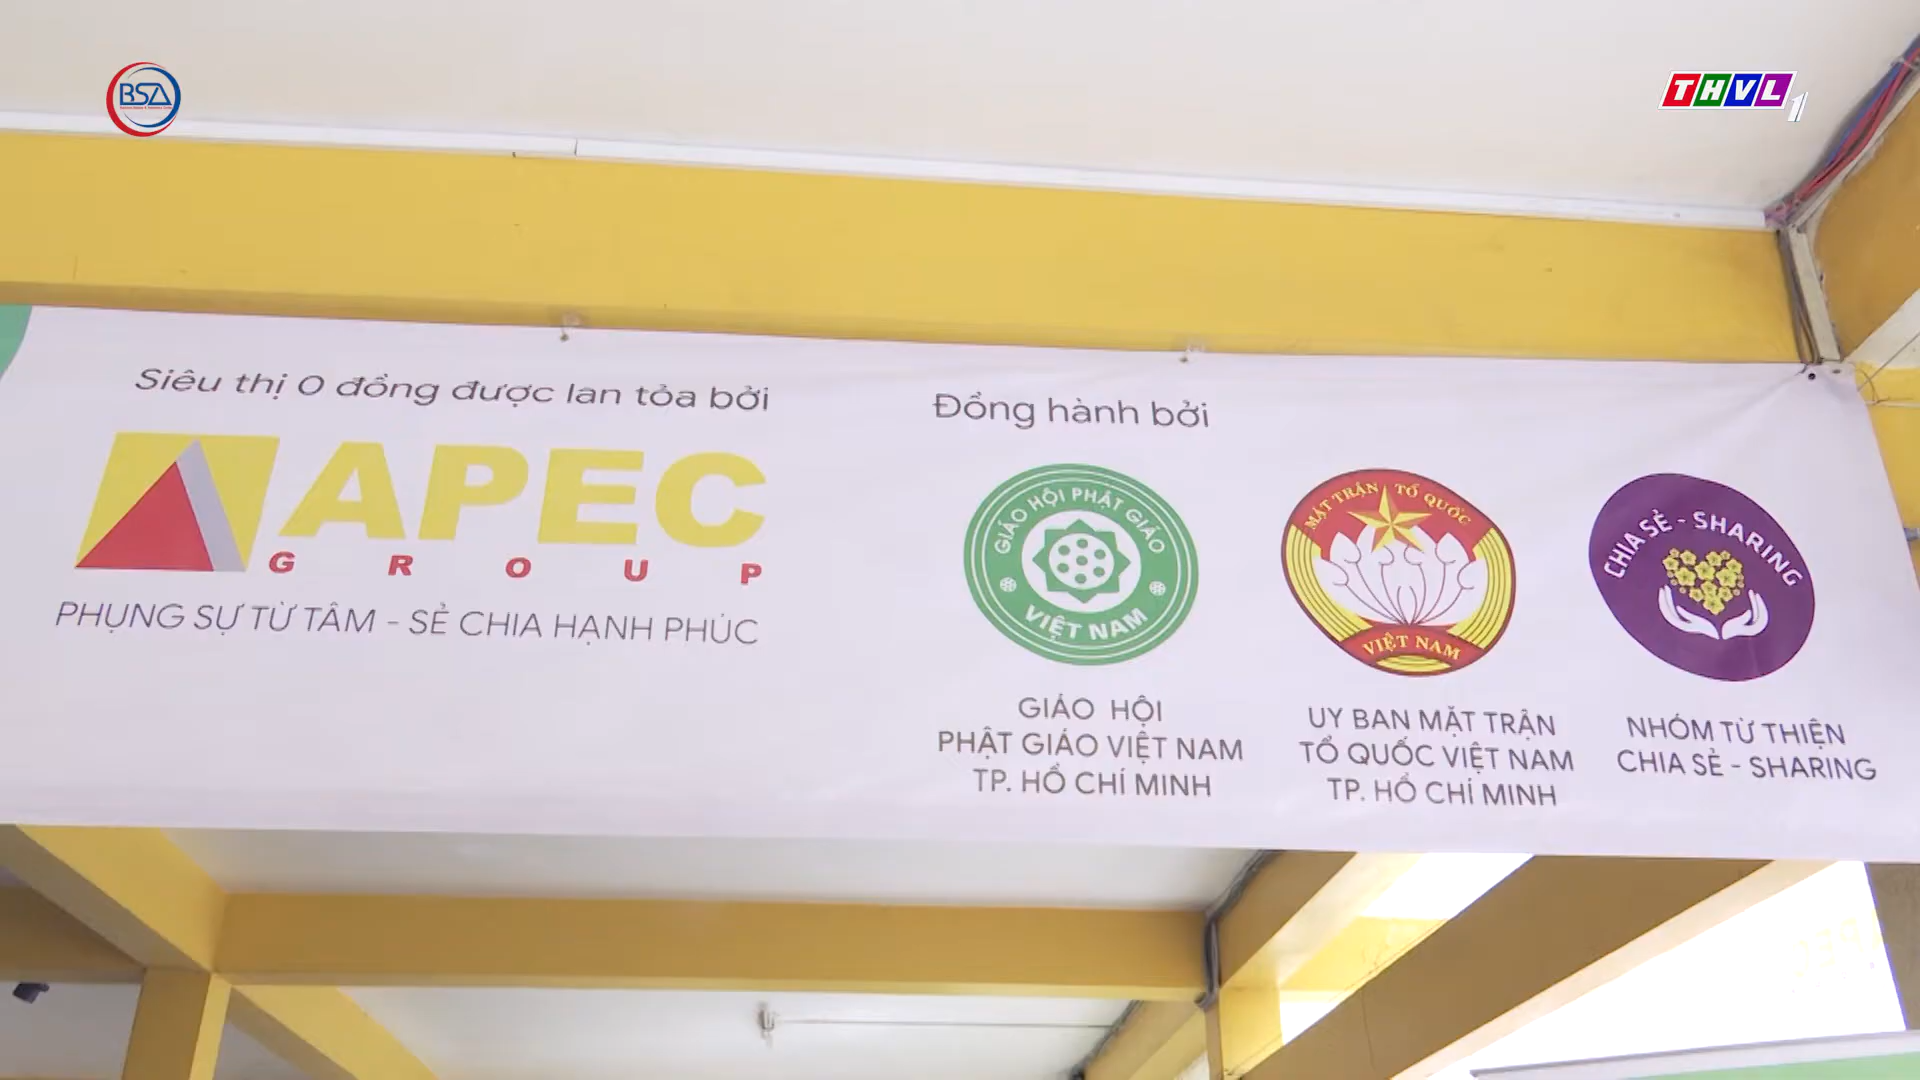 BSA
THVL1
Siêu thị 0 đồng được lan tỏa bởi
APEC
GROUP
PHỤNG SỰ TỪ TÂM - SẺ CHIA HẠNH PHÚC
Đồng hành bởi
GIÁO HỘI PHẬT GIÁO
VIỆT NAM
GIÁO HỘI
PHẬT GIÁO VIỆT NAM
TP. HỒ CHÍ MINH
MẶT TRẬN TỔ QUỐC
VIỆT NAM
UY BAN MẶT TRẬN
TỔ QUỐC VIỆT NAM
TP. HỒ CHÍ MINH
CHIA SẺ - SHARING
NHÓM TỪ THIỆN
CHIA SẺ - SHARING